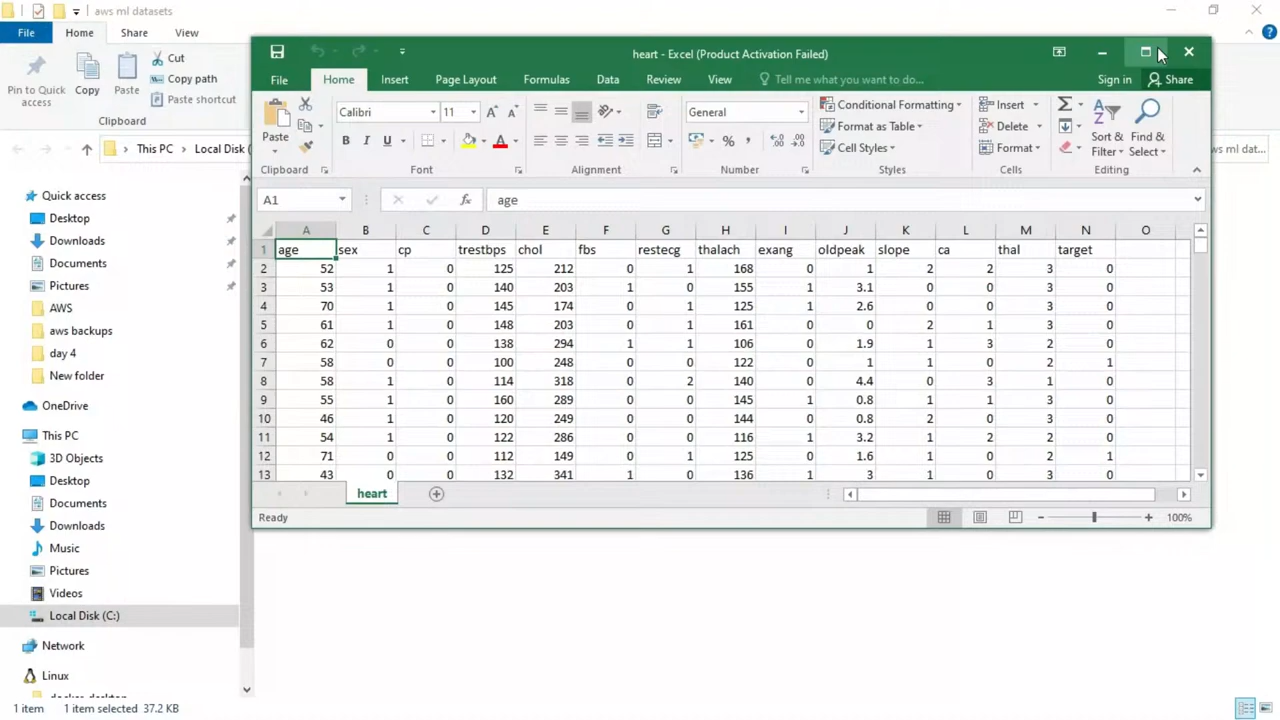 aws ml datasets
File Home Share View
Pin to Quick access
Copy
Paste
Cut
Copy path
Paste shortcut
Clipboard
This PC Local Disk (
ws ml dat...
Quick access
Desktop
Downloads
Documents
Pictures
AWS
aws backups
day 4
New folder
OneDrive
This PC
3D Objects
Desktop
Documents
Downloads
Music
Pictures
Videos
Local Disk (C:)
Network
Linux
docker-desktop
1 item 1 item selected 37.2 KB
heart - Excel (Product Activation Failed)
File Home Insert Page Layout Formulas Data Review View Tell me what you want to do... Sign in Share
Paste
Calibri 11
B I U A
General
% ,
Conditional Formatting
Format as Table
Cell Styles
Insert
Delete
Format
Sort & Filter
Find & Select
Clipboard Font Alignment Number Styles Cells Editing
A1 fx age
A B C D E F G H I J K L M N O
1 age sex cp trestbps chol fbs restecg thalach exang oldpeak slope ca thal target
2 52 1 0 125 212 0 1 168 0 1 2 2 3 0
3 53 1 0 140 203 1 0 155 1 3.1 0 0 3 0
4 70 1 0 145 174 0 1 125 1 2.6 0 0 3 0
5 61 1 0 148 203 0 1 161 0 0 2 1 3 0
6 62 0 0 138 294 1 1 106 0 1.9 1 3 2 0
7 58 0 0 100 248 0 0 122 0 1 1 0 2 1
8 58 1 0 114 318 0 2 140 0 4.4 0 3 1 0
9 55 1 0 160 289 0 0 145 1 0.8 1 1 3 0
10 46 1 0 120 249 0 0 144 0 0.8 2 0 3 0
11 54 1 0 122 286 0 0 116 1 3.2 1 2 2 0
12 71 0 0 112 149 0 1 125 0 1.6 1 0 2 1
13 43 0 0 132 341 1 0 136 1 3 1 0 3 0
heart
Ready 100%